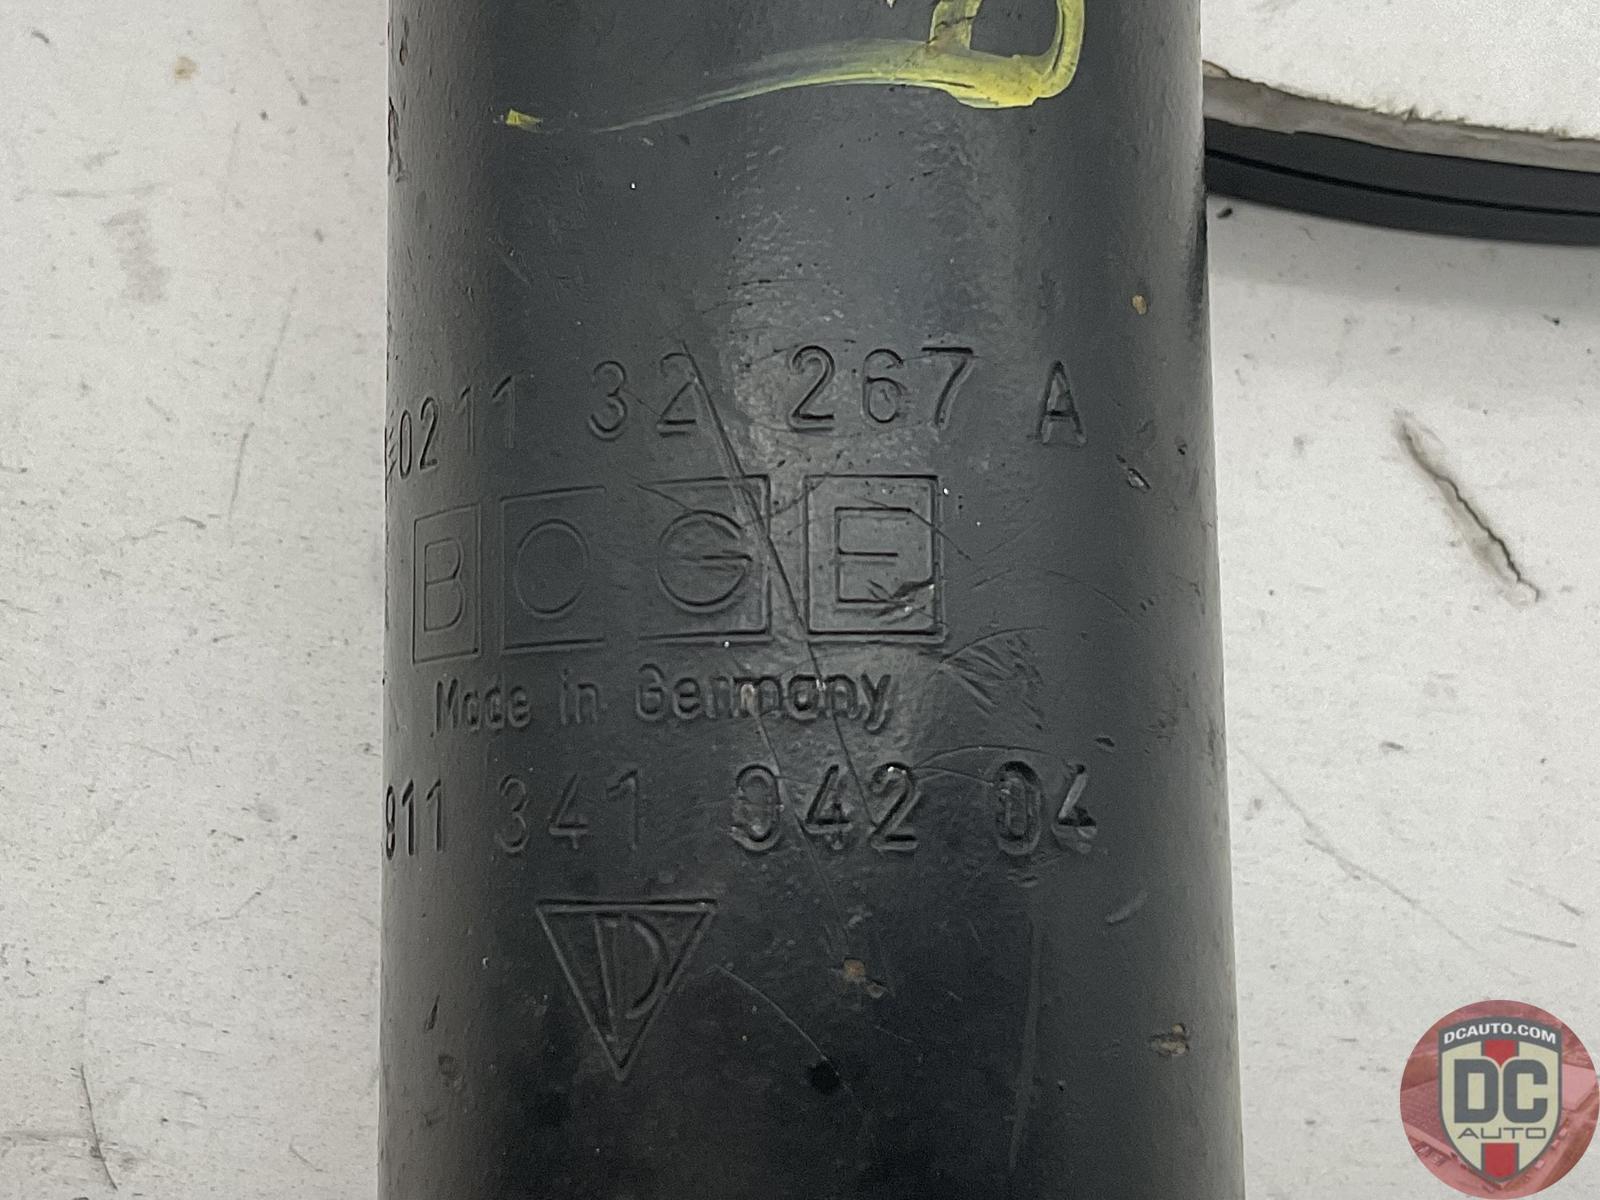 0211 32 267 A
BOGE
Made in Germany
911 341 042 04
D
DCAUTO.COM
DC
AUTO